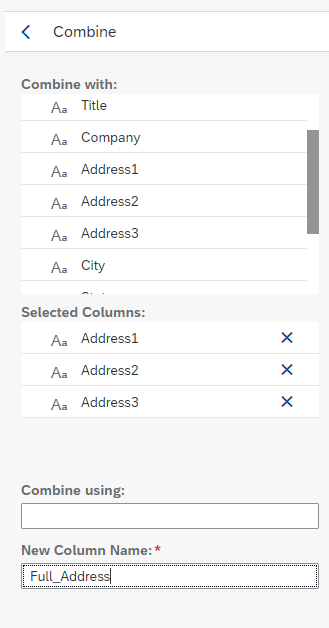 Combine
Combine with:
Aa Title
Aa Company
Aa Address1
Aa Address2
Aa Address3
Aa City
Selected Columns:
Aa Address1
Aa Address2
Aa Address3
Combine using:
New Column Name:*
Full_Address